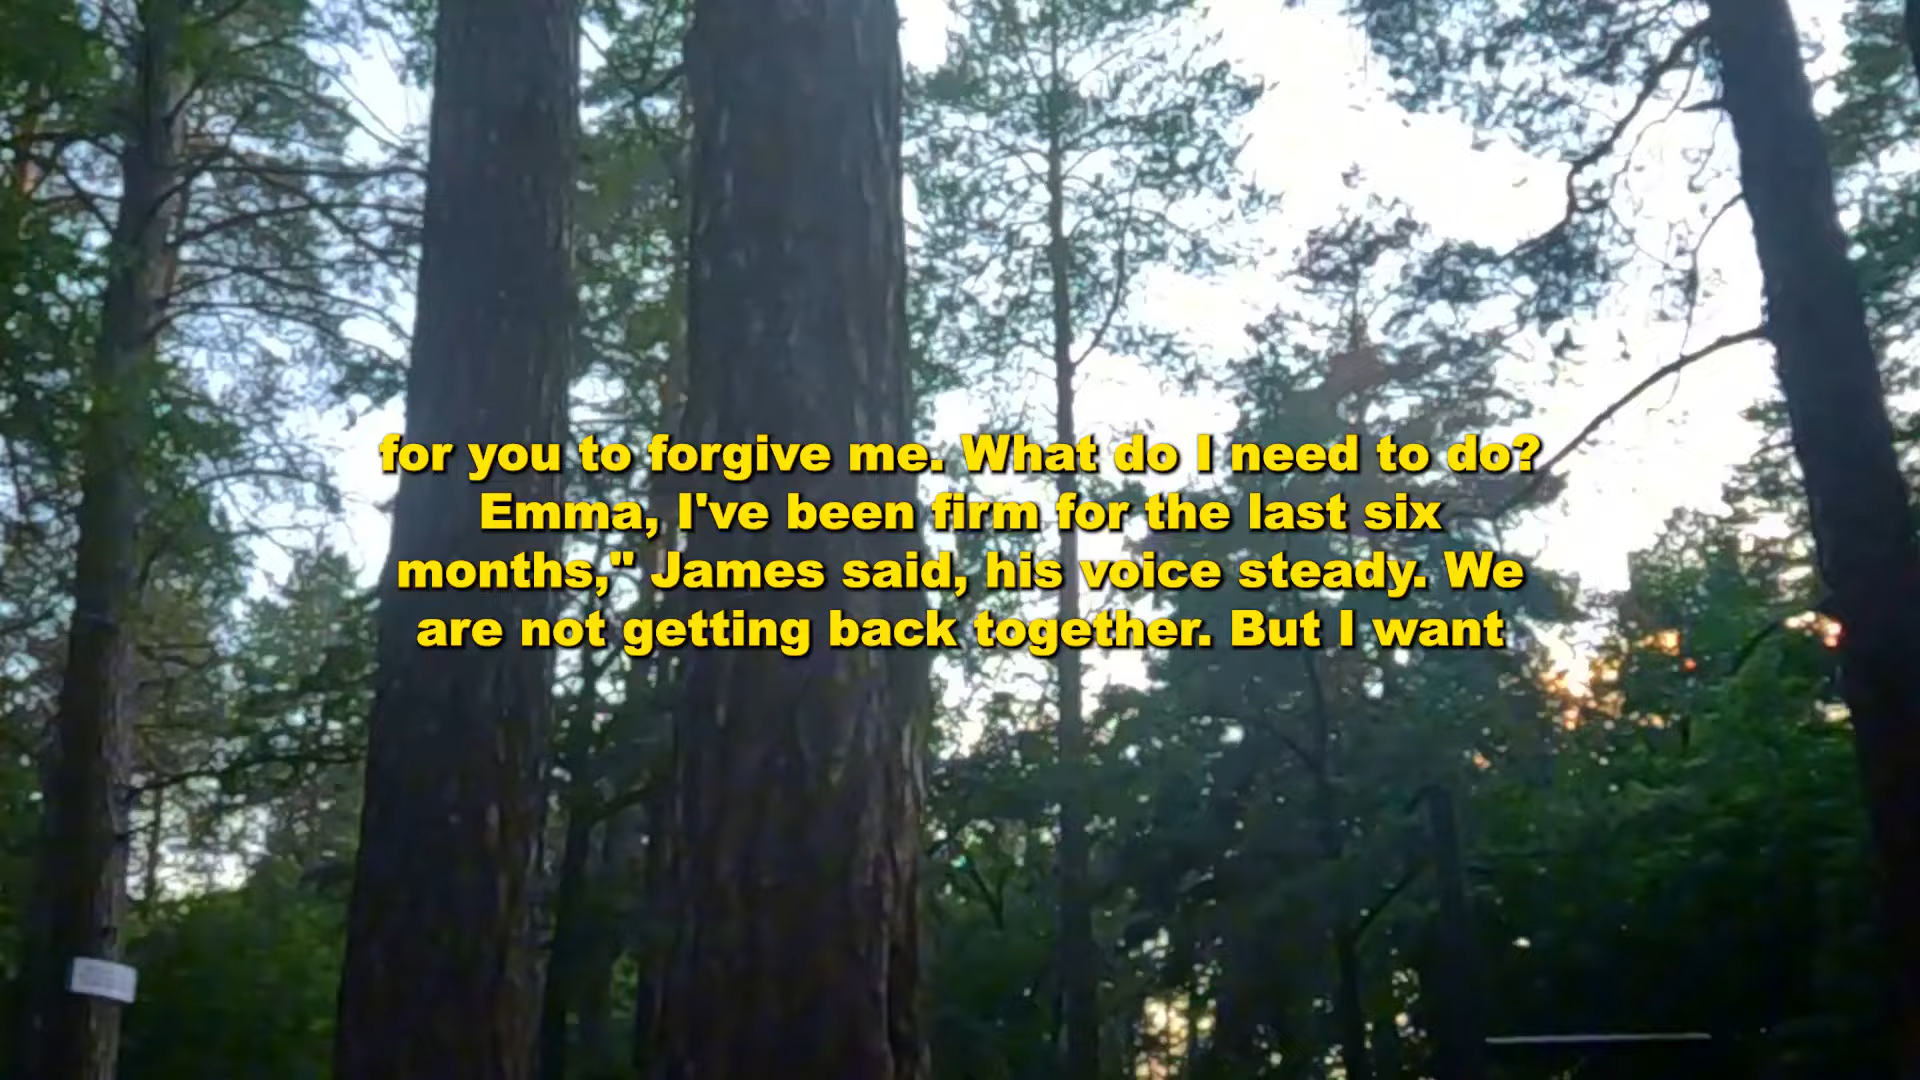 for you to forgive me. What do I need to do?
Emma, I've been firm for the last six
months," James said, his voice steady. We
are not getting back together. But I want